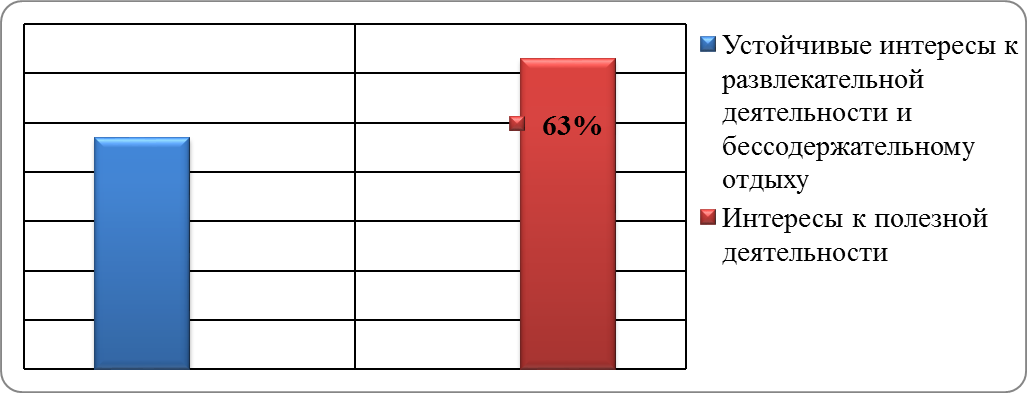 63%
Устойчивые интересы к
развлекательной
деятельности и
бессодержательному
отдыху
Интересы к полезной
деятельности